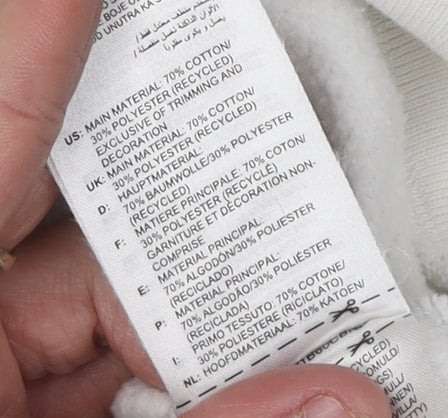 US: MAIN MATERIAL: 70% COTTON/
30% POLYESTER (RECYCLED)
EXCLUSIVE OF TRIMMING AND
DECORATION
UK: MAIN MATERIAL: 70% COTTON/
30% POLYESTER (RECYCLED)
D: HAUPTMATERIAL:
70% BAUMWOLLE/30% POLYESTER
(RECYCLED)
F: MATIERE PRINCIPALE: 70% COTON/
30% POLYESTER (RECYCLÉ)
GARNITURE ET DÉCORATION NON-
COMPRISE
E: MATERIAL PRINCIPAL:
70% ALGODÓN/30% POLIESTER
(RECICLADO)
P: MATERIAL PRINCIPAL:
70% ALGODÃO/30% POLIÉSTER
(RECICLADA)
I: PRIMO TESSUTO: 70% COTONE/
30% POLIESTERE (RICICLATO)
NL: HOOFDMATERIAAL: 70% KATOEN/